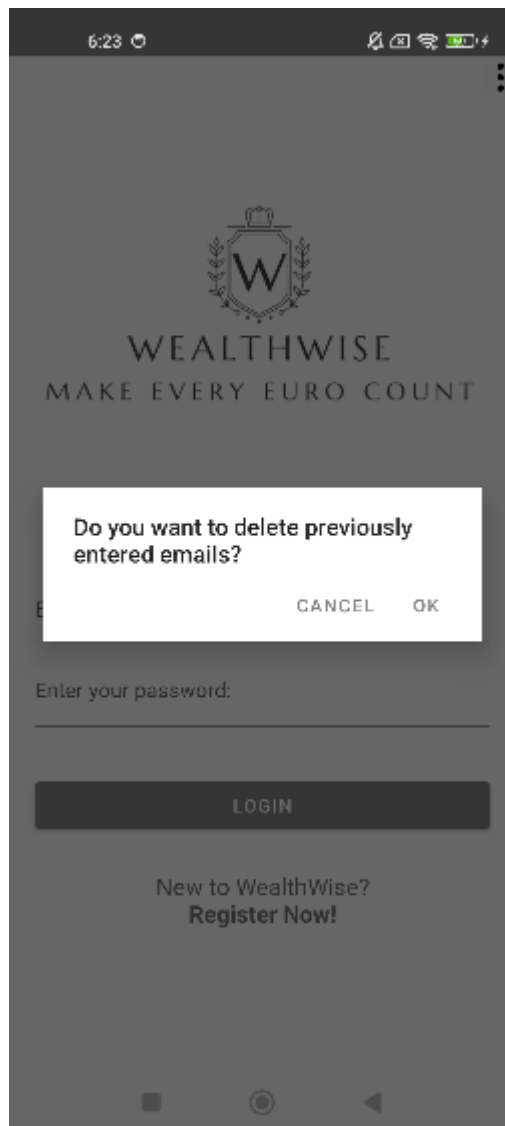 6:23
W
WEALTHWISE
MAKE EVERY EURO COUNT
Do you want to delete previously
entered emails?
CANCEL OK
Enter your password:
LOGIN
New to WealthWise?
Register Now!